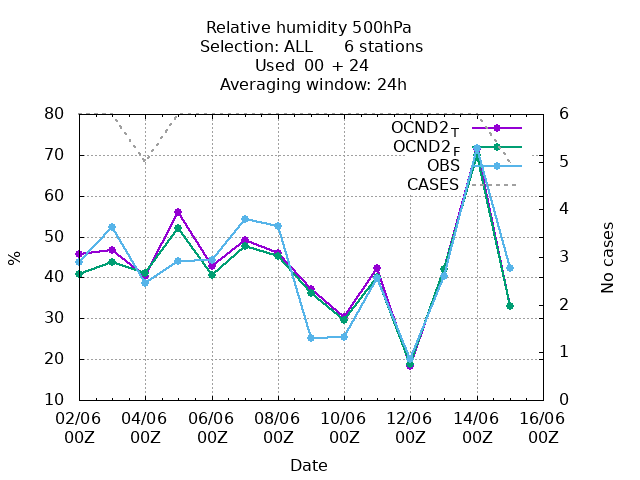 Relative humidity 500hPa
Selection: ALL 6 stations
Used 00 + 24
Averaging window: 24h
80
70
60
50
40
30
20
10
%
6
5
4
3
2
1
0
No cases
OCND2_T
OCND2_F
OBS
CASES
02/06 04/06 06/06 08/06 10/06 12/06 14/06 16/06
00Z 00Z 00Z 00Z 00Z 00Z 00Z 00Z
Date